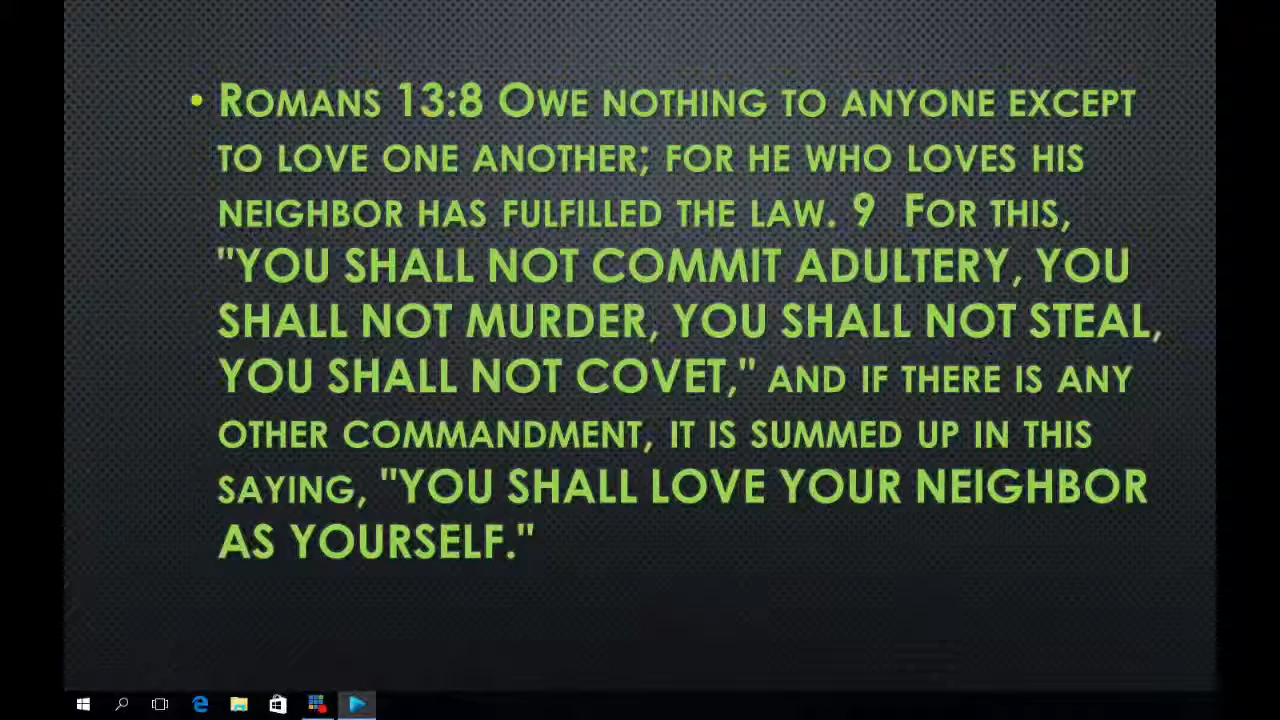 • Romans 13:8 Owe nothing to anyone except
to love one another; for he who loves his
neighbor has fulfilled the law. 9 For this,
"YOU SHALL NOT COMMIT ADULTERY, YOU
SHALL NOT MURDER, YOU SHALL NOT STEAL,
YOU SHALL NOT COVET," and if there is any
other commandment, it is summed up in this
saying, "YOU SHALL LOVE YOUR NEIGHBOR
AS YOURSELF."